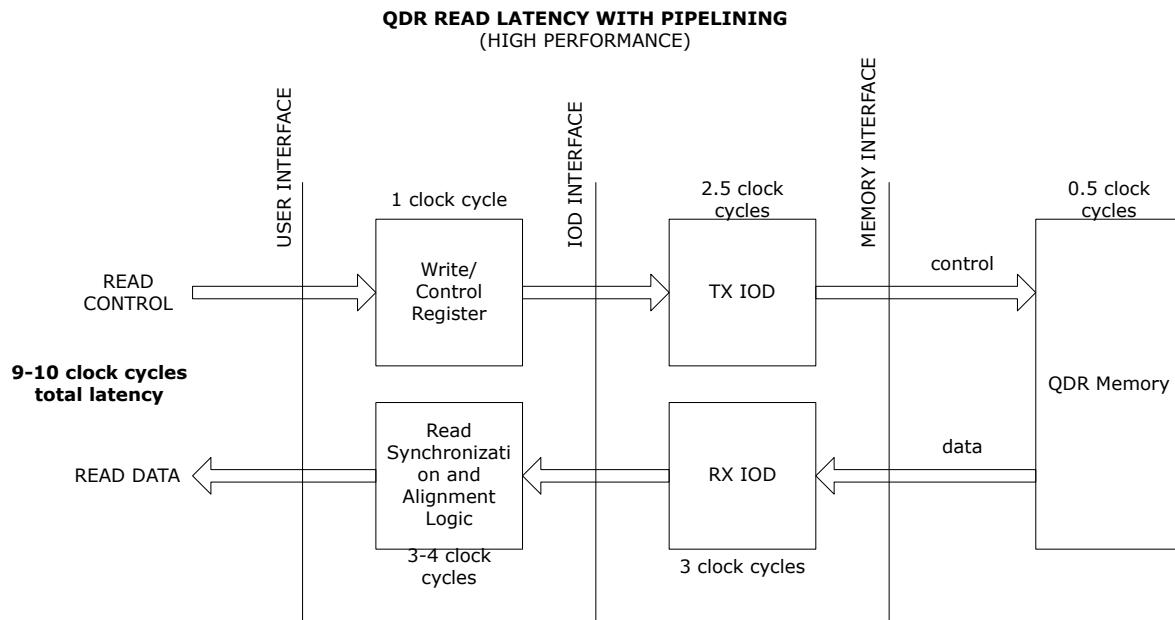 QDR READ LATENCY WITH PIPELINING
(HIGH PERFORMANCE)
USER INTERFACE
IOD INTERFACE
MEMORY INTERFACE
1 clock cycle
2.5 clock
cycles
0.5 clock
cycles
READ
CONTROL
Write/
Control
Register
TX IOD
control
QDR Memory
9-10 clock cycles
total latency
READ DATA
Read
Synchronizati
on and
Alignment
Logic
RX IOD
data
3-4 clock
cycles
3 clock cycles